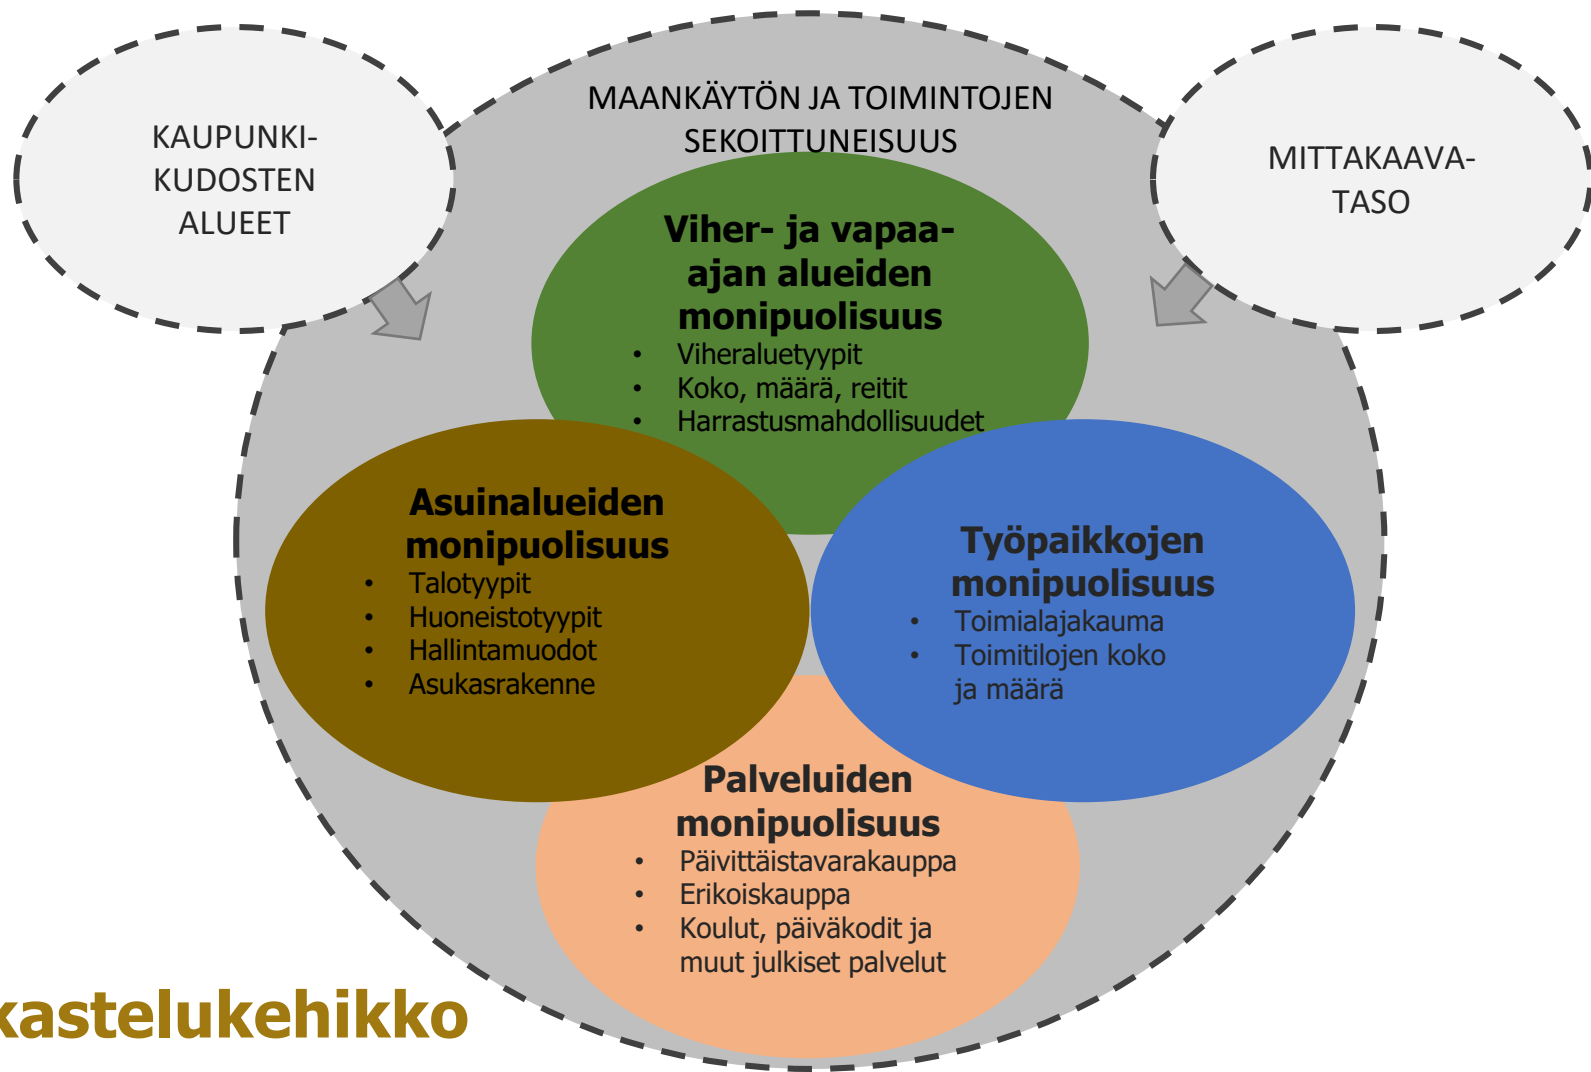 MAANKÄYTÖN JA TOIMINTOJEN
SEKOITTUNEISUUS
KAUPUNKI-
KUDOSTEN
ALUEET
MITTAKAAVA-
TASO
Viher- ja vapaa-
ajan alueiden
monipuolisuus
• Viheraluetyypit
• Koko, määrä, reitit
• Harrastusmahdollisuudet
Asuinalueiden
monipuolisuus
• Talotyypit
• Huoneistotyypit
• Hallintamuodot
• Asukasrakenne
Työpaikkojen
monipuolisuus
• Toimialajakauma
• Toimitilojen koko
ja määrä
Palveluiden
monipuolisuus
• Päivittäistavarakauppa
• Erikoiskauppa
• Koulut, päiväkodit ja
muut julkiset palvelut
kastelukehikko